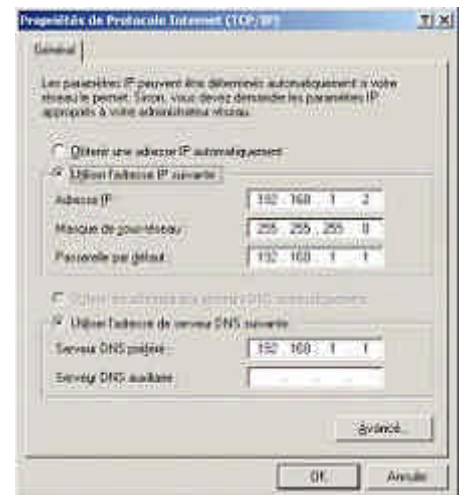 Propriétés de Protocole Internet (TCP/IP)
? X
Général
Les paramètres IP peuvent être déterminés automatiquement si votre
réseau le permet. Sinon, vous devez demander les paramètres IP
appropriés à votre administrateur réseau.
Obtenir une adresse IP automatiquement
Utiliser l'adresse IP suivante
Adresse IP : 192 . 168 . 1 . 2
Masque de sous-réseau : 255 . 255 . 255 . 0
Passerelle par défaut : 192 . 168 . 1 . 1
Obtenir les adresses des serveurs DNS automatiquement
Utiliser l'adresse de serveur DNS suivante
Serveur DNS préféré : 192 . 168 . 1 . 1
Serveur DNS auxiliaire :
Avancé...
OK Annuler